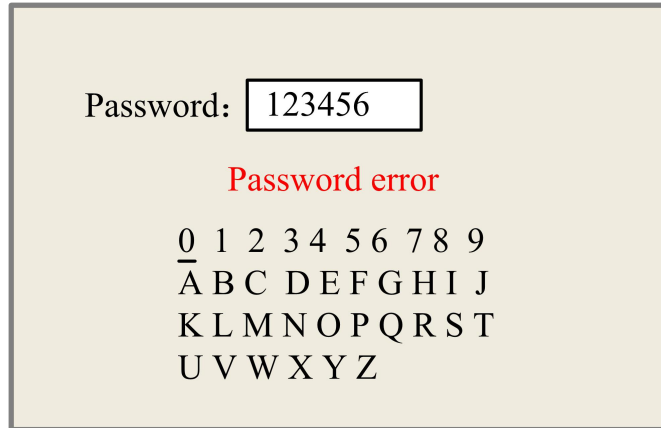 Password: 123456
Password error
0 1 2 3 4 5 6 7 8 9
A B C D E F G H I J
K L M N O P Q R S T
U V W X Y Z